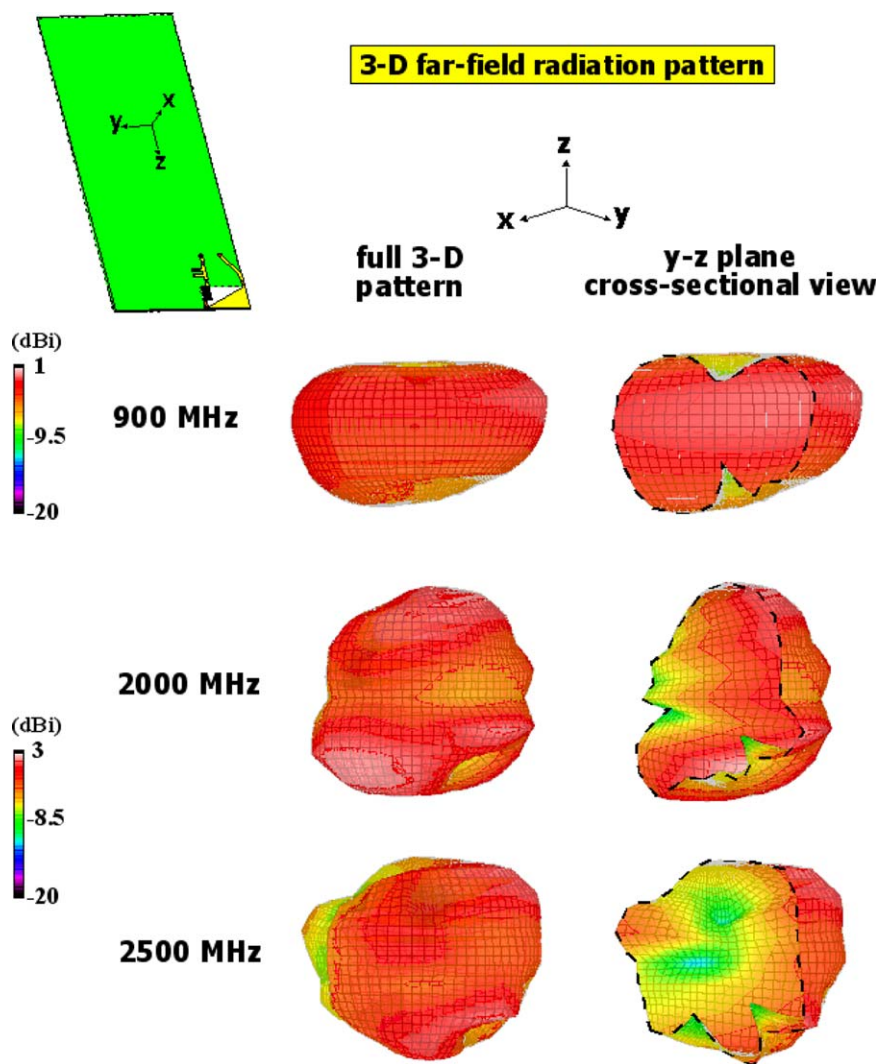 3-D far-field radiation pattern
x
y
z
z
x
y
full 3-D
pattern
y-z plane
cross-sectional view
(dBi)
1
-9.5
-20
900 MHz
2000 MHz
(dBi)
3
-8.5
-20
2500 MHz